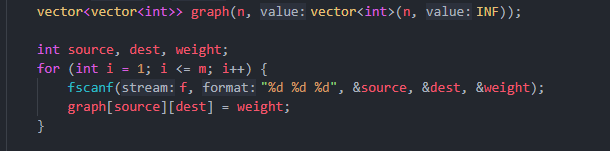 vector<vector<int>> graph(n, value: vector<int>(n, value: INF));
int source, dest, weight;
for (int i = 1; i <= m; i++) {
fscanf( stream: f, format: "%d %d %d", &source, &dest, &weight);
graph[source][dest] = weight;
}